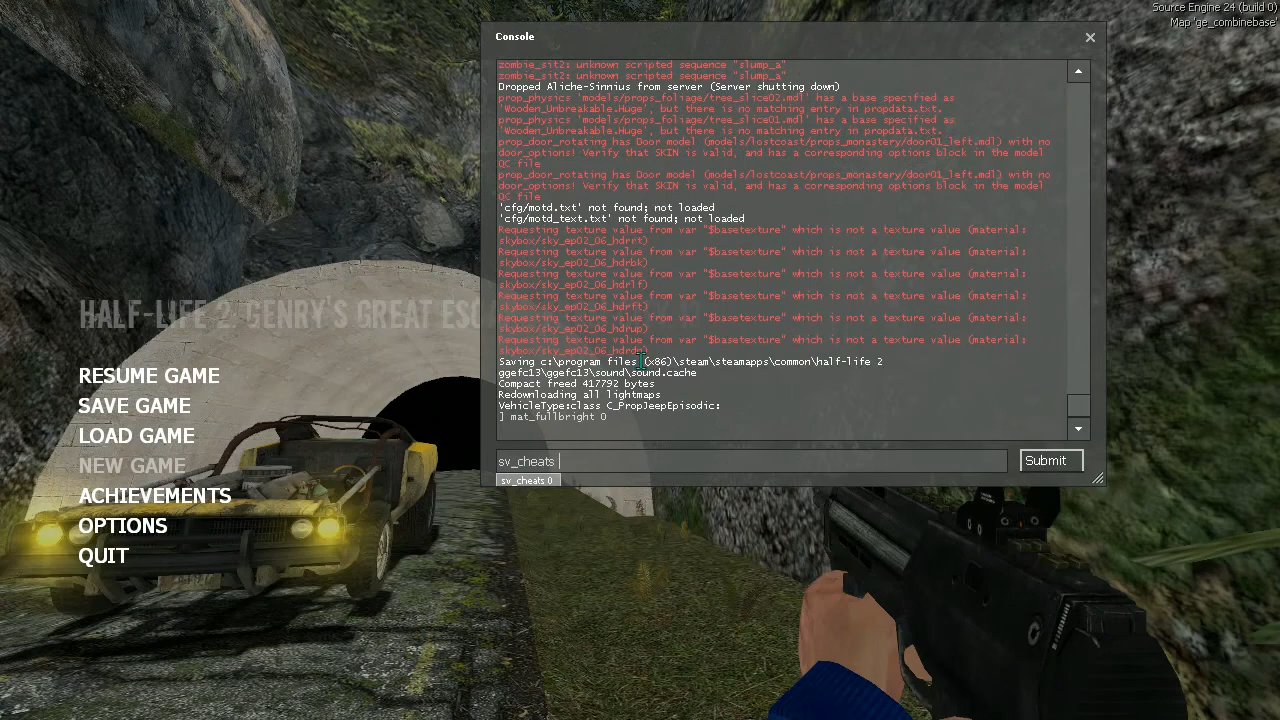 Source Engine 24 (build 0)
Map 'ge_combinebase'
Console
zombie_sit2: unknown scripted sequence "slump_a"
zombie_sit2: unknown scripted sequence "slump_a"
Dropped Aliche-Sinnius from server (Server shutting down)
prop_physics 'models/props_foliage/tree_slice02.mdl' has a base specified as
'Wooden_Unbreakable.Huge', but there is no matching entry in propdata.txt.
prop_physics 'models/props_foliage/tree_slice01.mdl' has a base specified as
'Wooden_Unbreakable.Huge', but there is no matching entry in propdata.txt.
prop_door_rotating has Door model (models/lostcoast/props_monastery/door01_left.mdl) with no
door_options! Verify that SKIN is valid, and has a corresponding options block in the model
QC file
prop_door_rotating has Door model (models/lostcoast/props_monastery/door01_left.mdl) with no
door_options! Verify that SKIN is valid, and has a corresponding options block in the model
QC file
'cfg/motd.txt' not found; not loaded
'cfg/motd_text.txt' not found; not loaded
Requesting texture value from var "$basetexture" which is not a texture value (material:
skybox/sky_ep02_06_hdrrt)
Requesting texture value from var "$basetexture" which is not a texture value (material:
skybox/sky_ep02_06_hdrbk)
Requesting texture value from var "$basetexture" which is not a texture value (material:
skybox/sky_ep02_06_hdrlf)
Requesting texture value from var "$basetexture" which is not a texture value (material:
skybox/sky_ep02_06_hdrft)
Requesting texture value from var "$basetexture" which is not a texture value (material:
skybox/sky_ep02_06_hdrup)
Requesting texture value from var "$basetexture" which is not a texture value (material:
skybox/sky_ep02_06_hdrdn)
Saving c:\program files (x86)\steam\steamapps\common\half-life 2
ggefc13\ggefc13\sound\sound.cache
Compact freed 417792 bytes
Redownloading all lightmaps
VehicleType:class C_PropJeepEpisodic:
] mat_fullbright 0
sv_cheats
Submit
sv_cheats 0
HALF-LIFE 2: GENRY'S GREAT ESC
RESUME GAME
SAVE GAME
LOAD GAME
NEW GAME
ACHIEVEMENTS
OPTIONS
QUIT